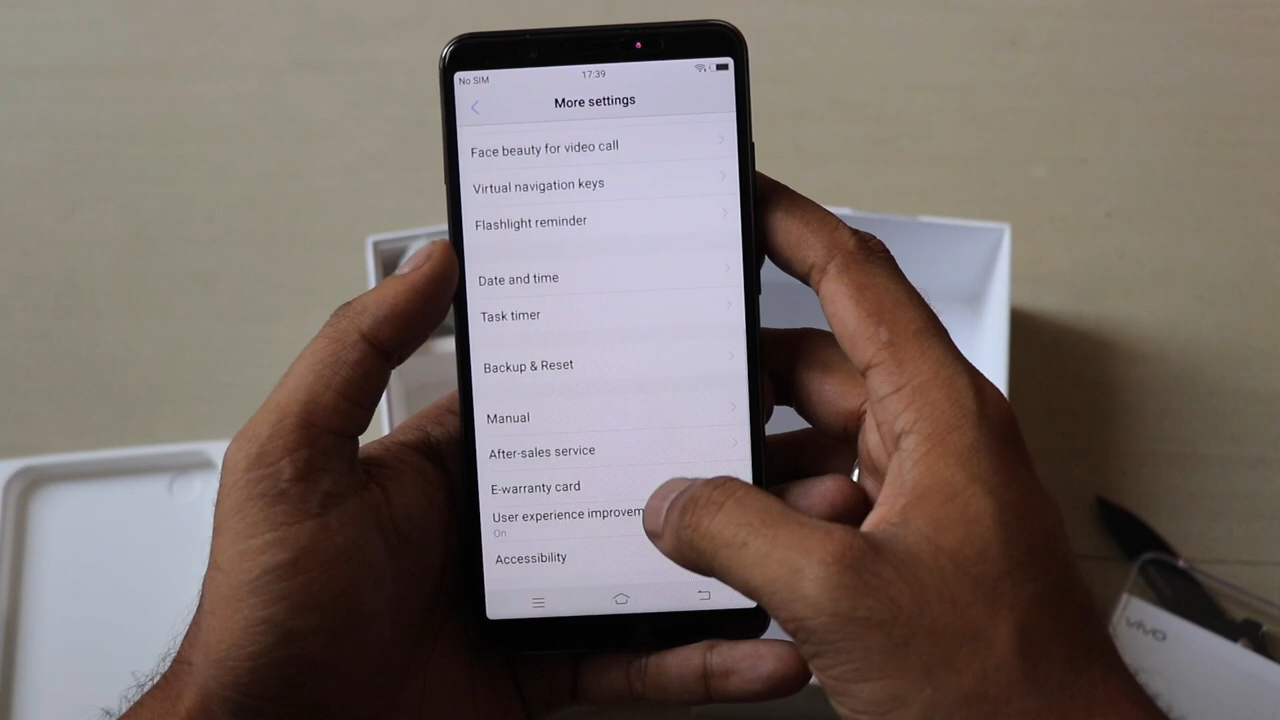 No SIM 17:39
More settings
Face beauty for video call
Virtual navigation keys
Flashlight reminder
Date and time
Task timer
Backup & Reset
Manual
After-sales service
E-warranty card
User experience improvem
On
Accessibility
vivo